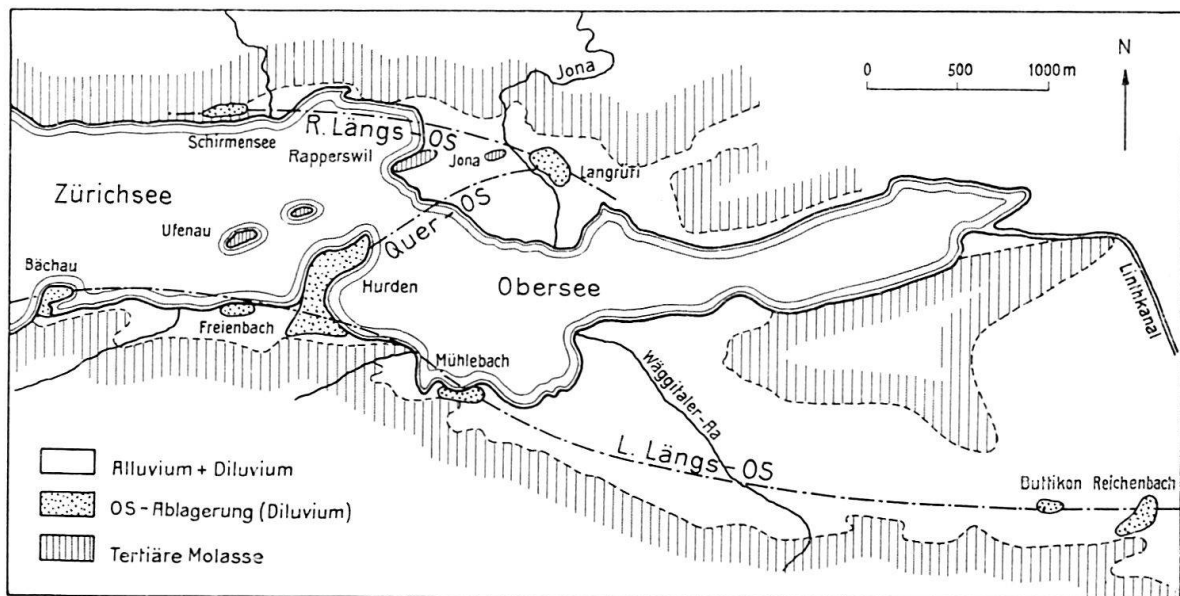 Jona
N
0 500 1000 m
Schirmensee
R. Längs OS
Rapperswil
Jona
Langrüti
Zürichsee
Quer-OS
Ufenau
Bächau
Hurden
Obersee
Linthkanal
Freienbach
Mühlebach
Wäggitaler-Aa
L. Längs-OS
Buttikon Reichenbach
Alluvium + Diluvium
OS-Ablagerung (Diluvium)
Tertiäre Molasse